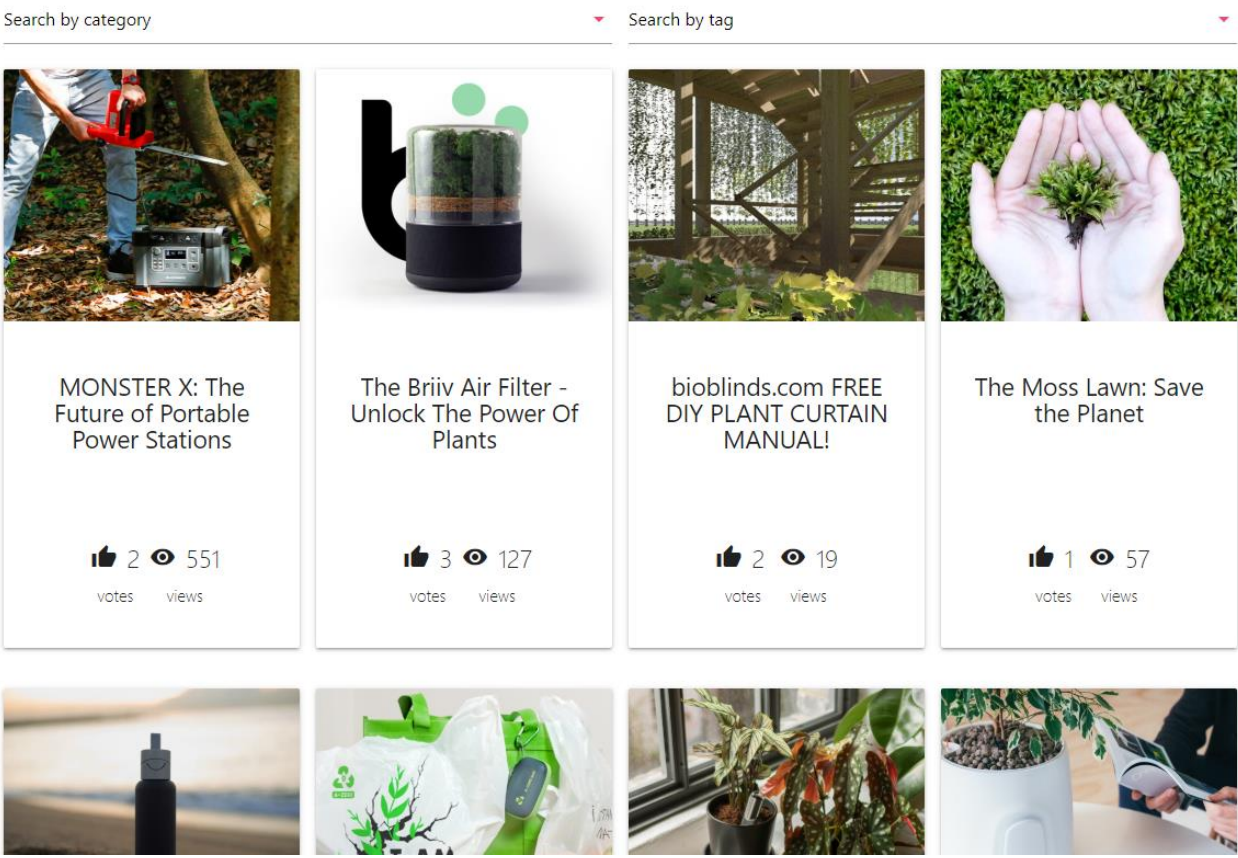 Search by category
Search by tag
b
MONSTER X: The
Future of Portable
Power Stations
2 551
votes views
The Briiv Air Filter -
Unlock The Power Of
Plants
3 127
votes views
bioblinds.com FREE
DIY PLANT CURTAIN
MANUAL!
2 19
votes views
The Moss Lawn: Save
the Planet
1 57
votes views
I AM